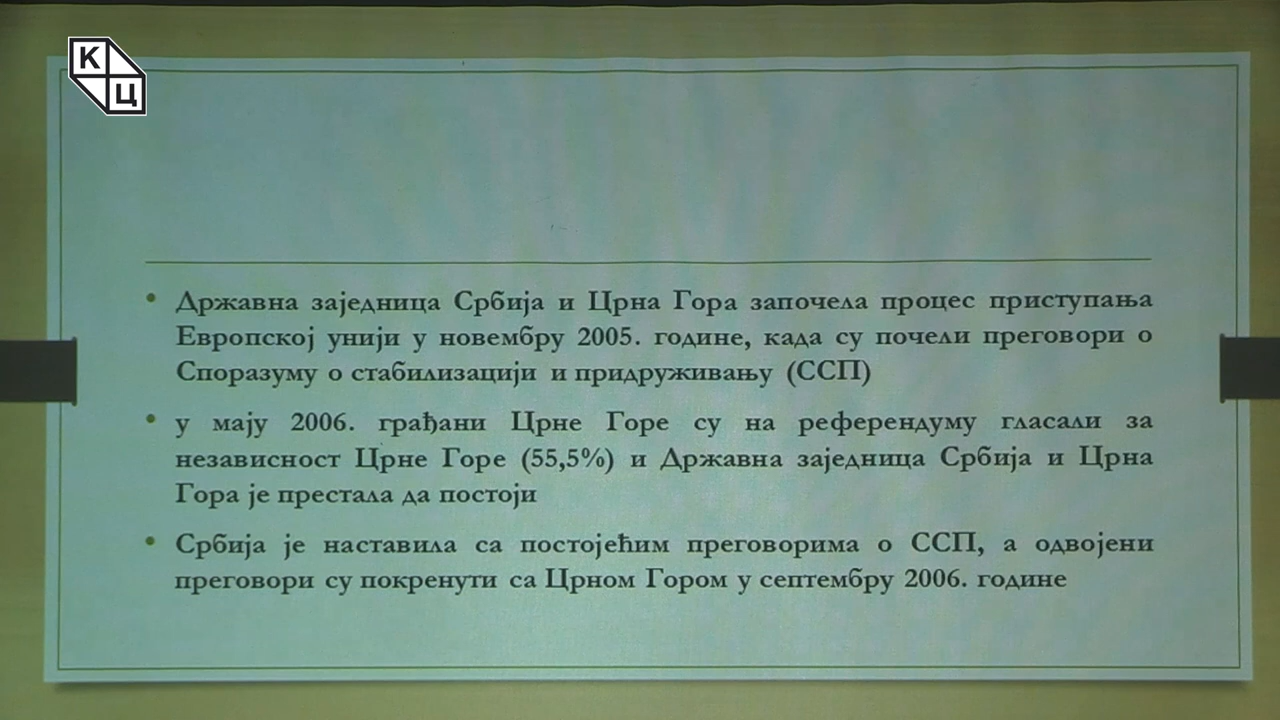 К
Ц
• Државна заједница Србија и Црна Гора започела процес приступања
Европској унији у новембру 2005. године, када су почели преговори о
Споразуму о стабилизацији и придруживању (ССП)
• у мају 2006. грађани Црне Горе су на референдуму гласали за
независност Црне Горе (55,5%) и Државна заједница Србија и Црна
Гора је престала да постоји
• Србија је наставила са постојећим преговорима о ССП, а одвојени
преговори су покренути са Црном Гором у септембру 2006. године